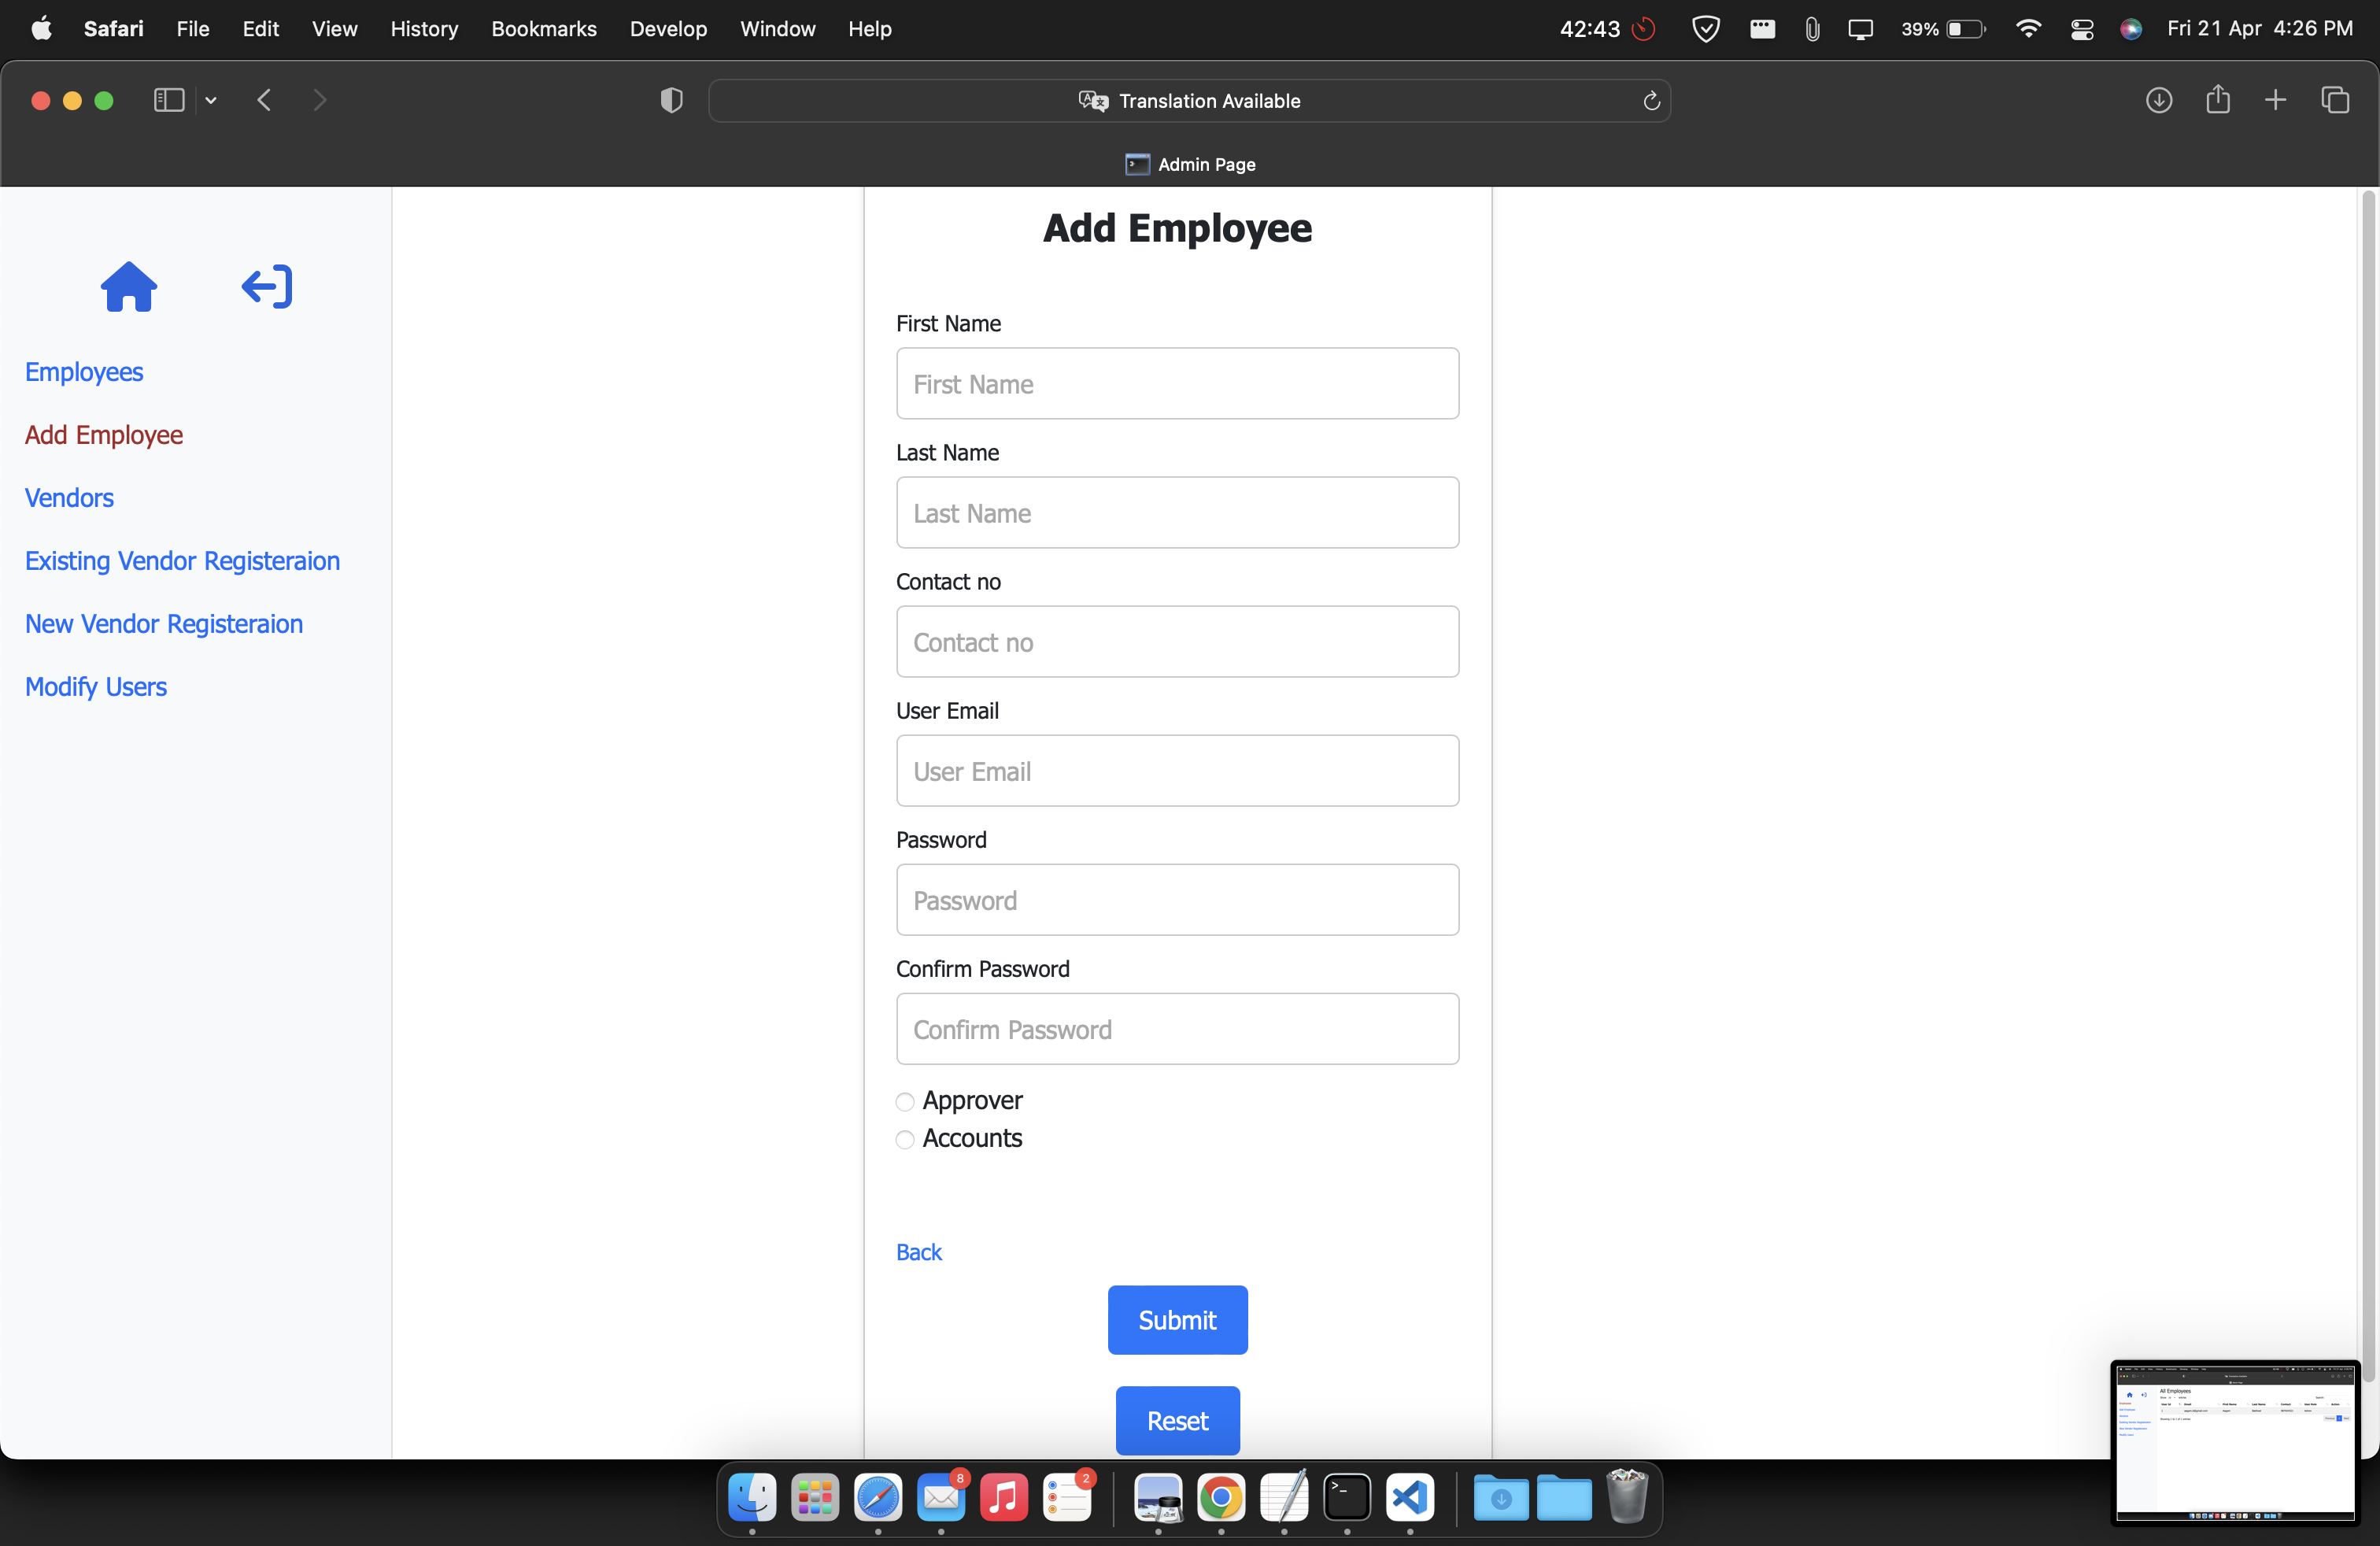 Safari File Edit View History Bookmarks Develop Window Help 42:43 39% Fri 21 Apr 4:26 PM
Translation Available
Admin Page
Employees
Add Employee
Vendors
Existing Vendor Registeraion
New Vendor Registeraion
Modify Users
Add Employee
First Name
First Name
Last Name
Last Name
Contact no
Contact no
User Email
User Email
Password
Password
Confirm Password
Confirm Password
Approver
Accounts
Back
Submit
Reset
8
2
All Employees